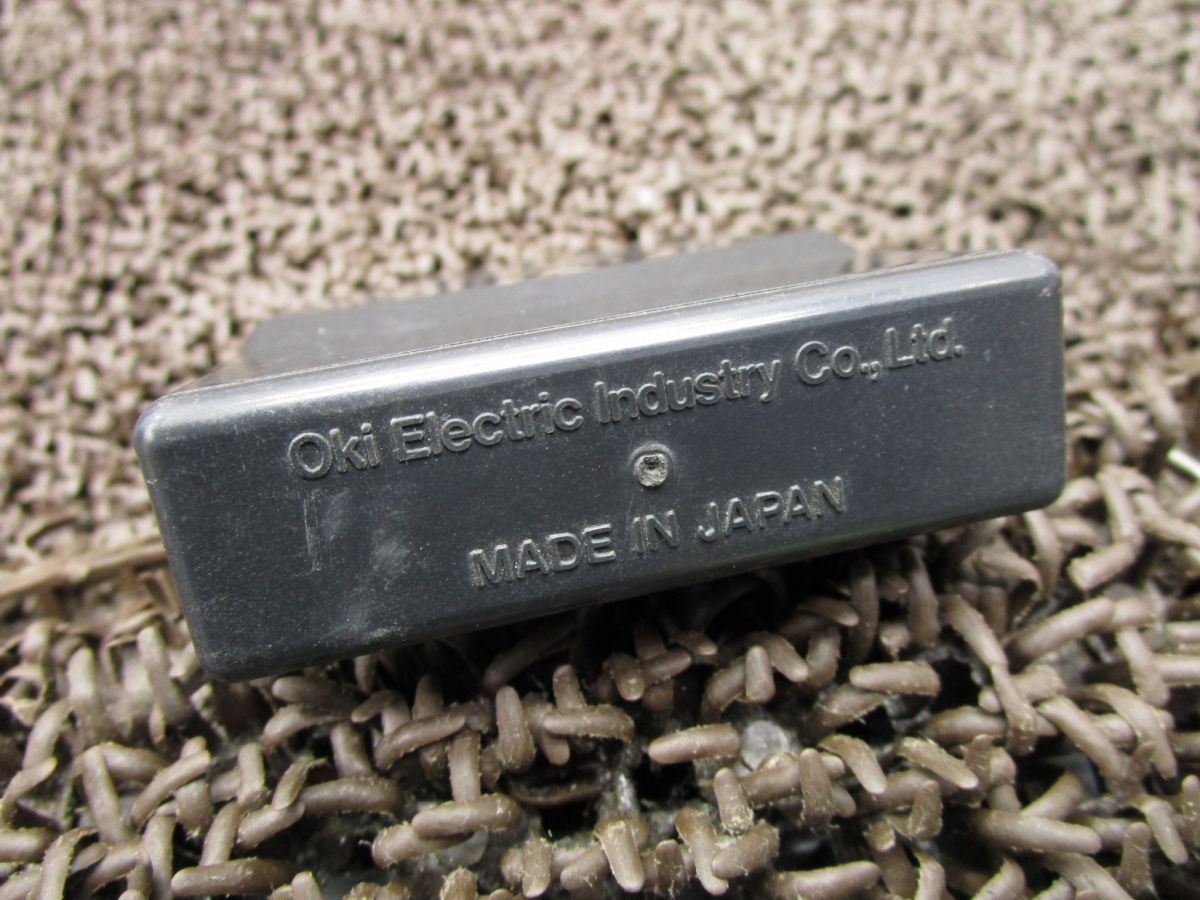 Oki Electric Industry Co.,Ltd.
MADE IN JAPAN